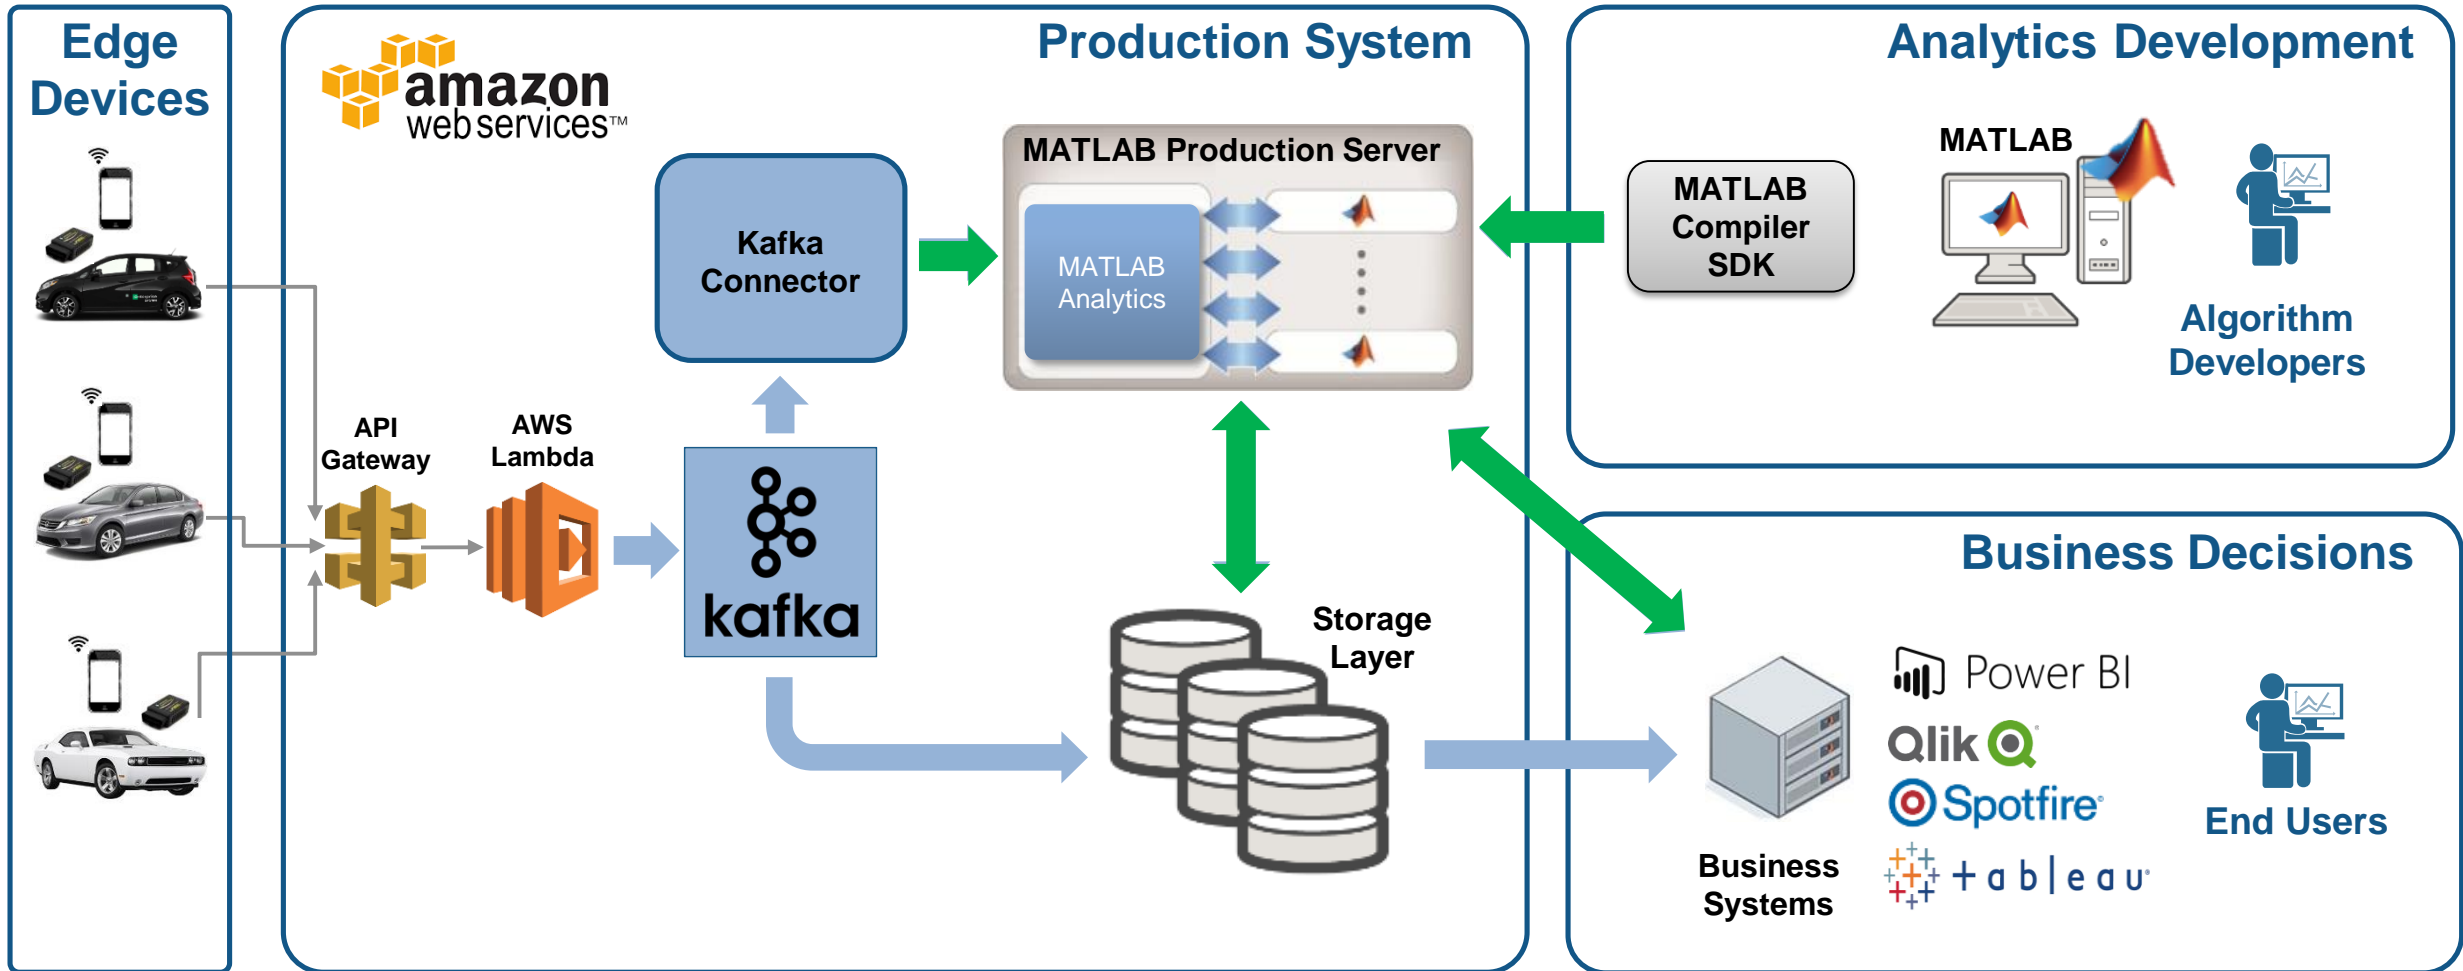 Edge
Devices
amazon
web services™
Production System
Kafka
Connector
MATLAB Production Server
MATLAB
Analytics
API
Gateway
AWS
Lambda
kafka
Storage
Layer
Analytics Development
MATLAB
Compiler
SDK
MATLAB
Algorithm
Developers
Business Decisions
Business
Systems
Power BI
Qlik
Spotfire
+ a b l e a u
End Users